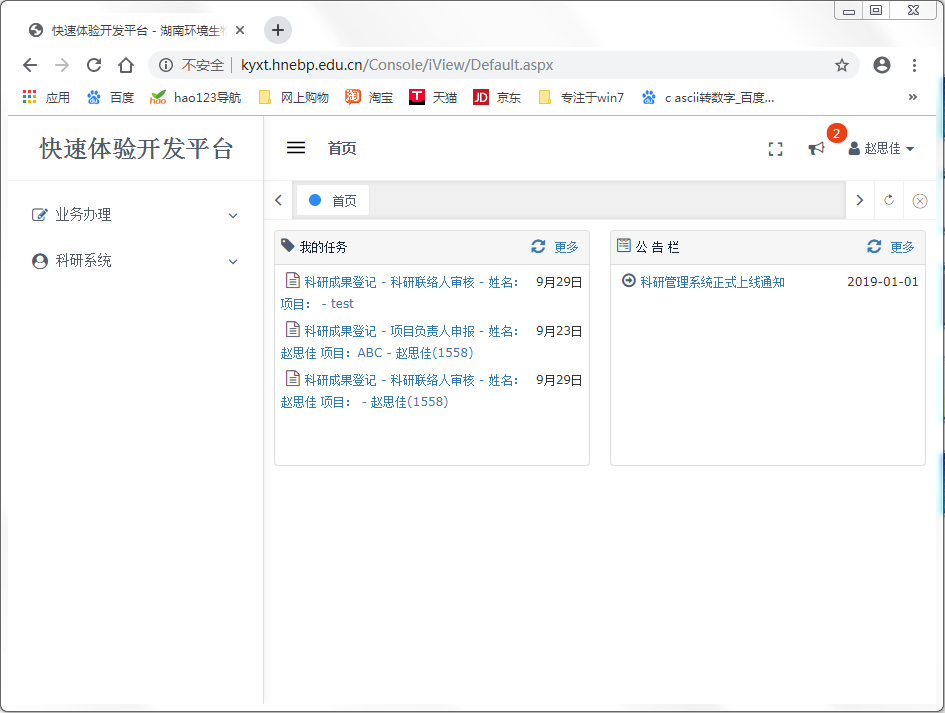 快速体验开发平台 - 湖南环境生
不安全 kyxt.hnebp.edu.cn/Console/iView/Default.aspx
应用 百度 hao123导航 网上购物 淘宝 天猫 京东 专注于win7 c ascii转数字_百度...
快速体验开发平台
首页
2
赵思佳
业务办理
科研系统
首页
我的任务 更多
科研成果登记 - 科研联络人审核 - 姓名： 9月29日
项目： - test
科研成果登记 - 项目负责人申报 - 姓名： 9月23日
赵思佳 项目：ABC - 赵思佳(1558)
科研成果登记 - 科研联络人审核 - 姓名： 9月29日
赵思佳 项目： - 赵思佳(1558)
公 告 栏 更多
科研管理系统正式上线通知 2019-01-01